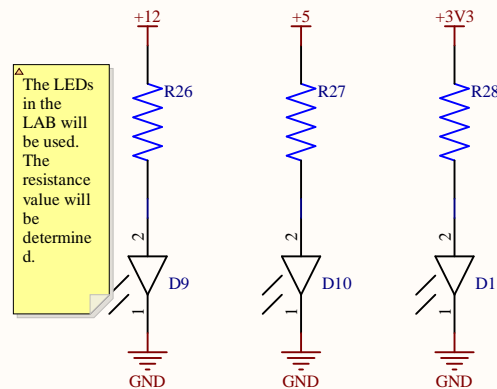 +12
+5
+3V3
R26
R27
R28
The LEDs
in the
LAB will
be used.
The
resistance
value will
be
determine
d.
2
2
2
D9
D10
D1
1
1
1
GND
GND
GND